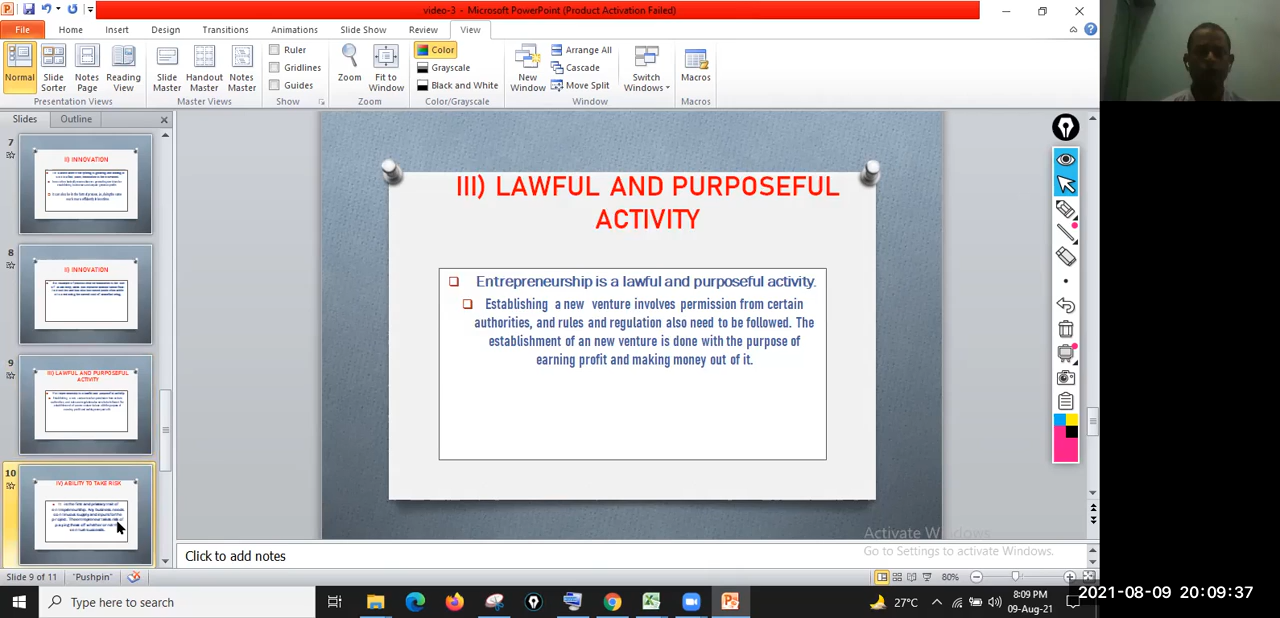 video-3 - Microsoft PowerPoint (Product Activation Failed)
File Home Insert Design Transitions Animations Slide Show Review View
Normal
Slide Sorter
Notes Page
Reading View
Presentation Views
Slide Master
Handout Master
Notes Master
Master Views
Ruler
Gridlines
Guides
Show
Zoom
Fit to Window
Zoom
Color
Grayscale
Black and White
Color/Grayscale
New Window
Arrange All
Cascade
Move Split
Switch Windows
Window
Macros
Macros
Slides Outline
7
II) INNOVATION
8
II) INNOVATION
9
III) LAWFUL AND PURPOSEFUL
ACTIVITY
10
IV) ABILITY TO TAKE RISK
III) LAWFUL AND PURPOSEFUL
ACTIVITY
Entrepreneurship is a lawful and purposeful activity.
Establishing a new venture involves permission from certain
authorities, and rules and regulation also need to be followed. The
establishment of an new venture is done with the purpose of
earning profit and making money out of it.
Activate Windows
Go to Settings to activate Windows.
Click to add notes
Slide 9 of 11 "Pushpin" 80%
Type here to search
27°C
8:09 PM
09-Aug-21
2021-08-09 20:09:37